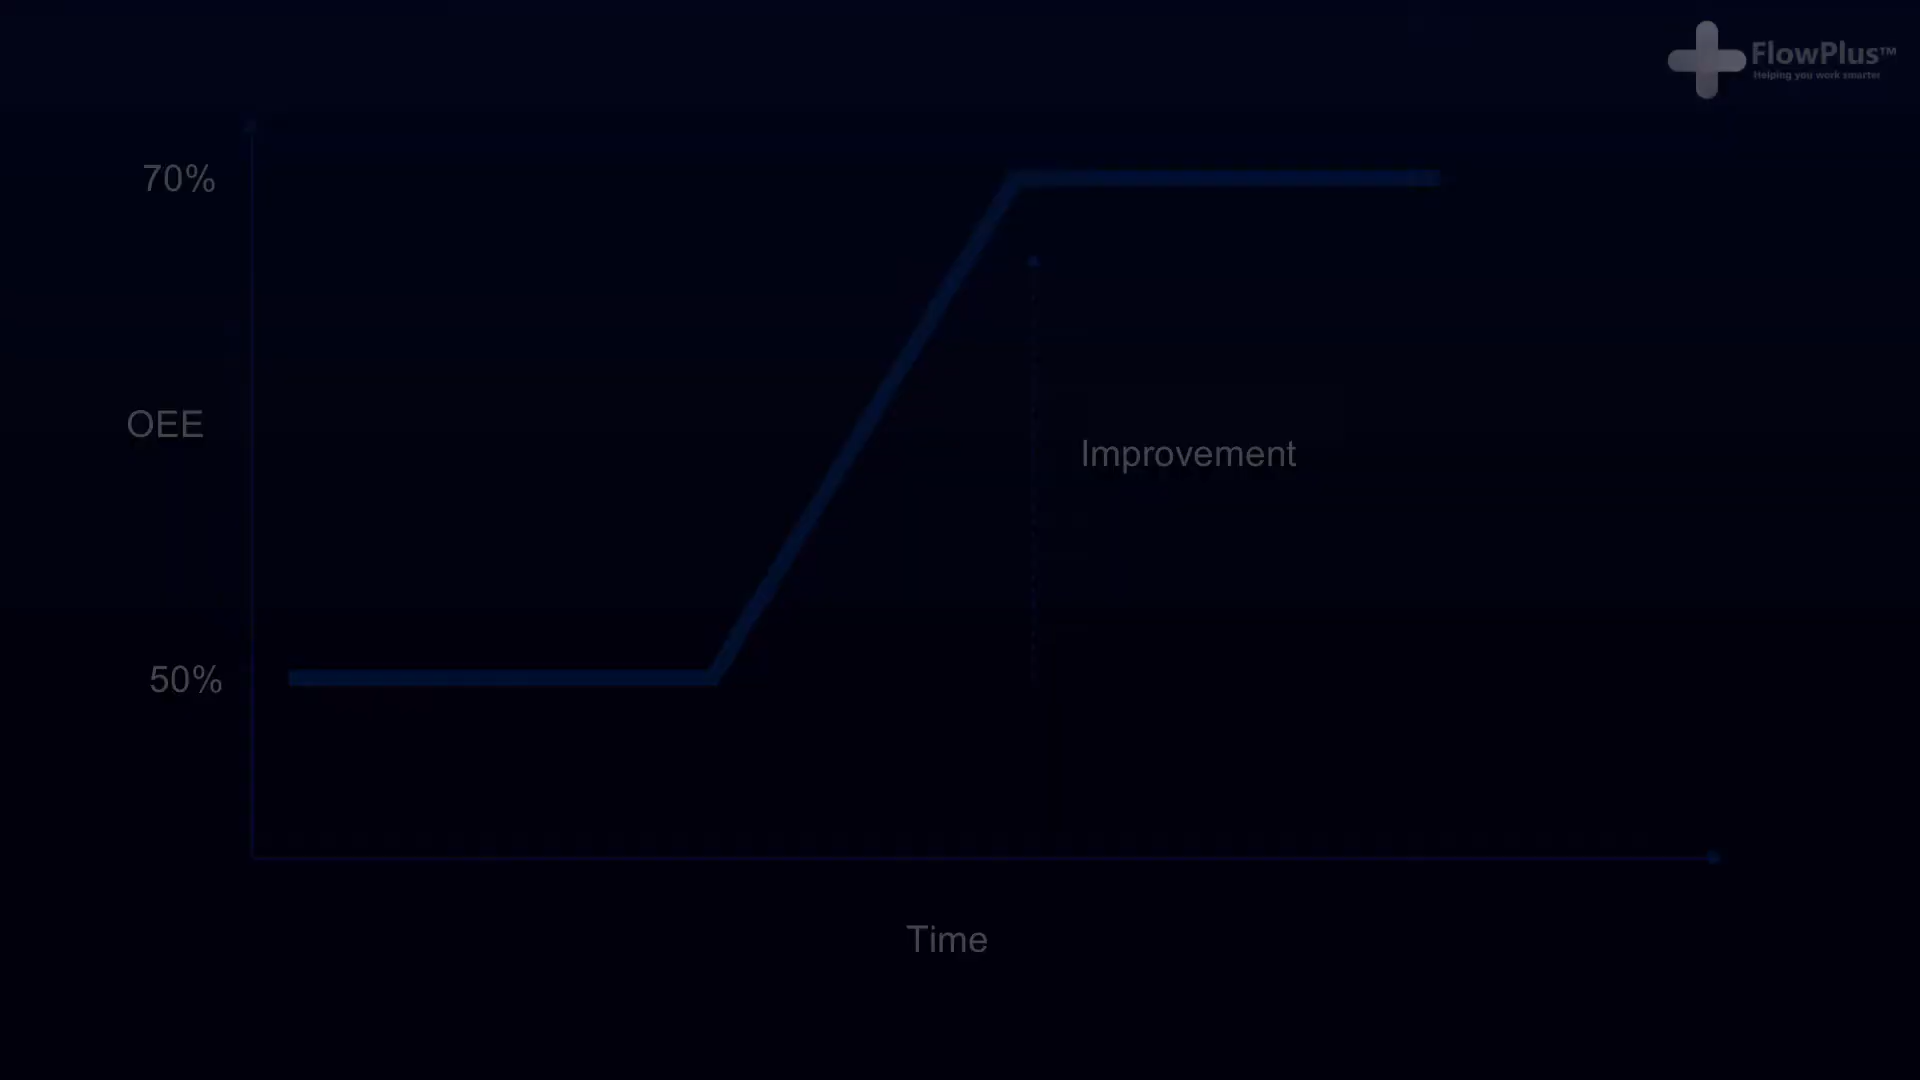 FlowPlus™
Helping you work smarter
70%
OEE
Improvement
50%
Time